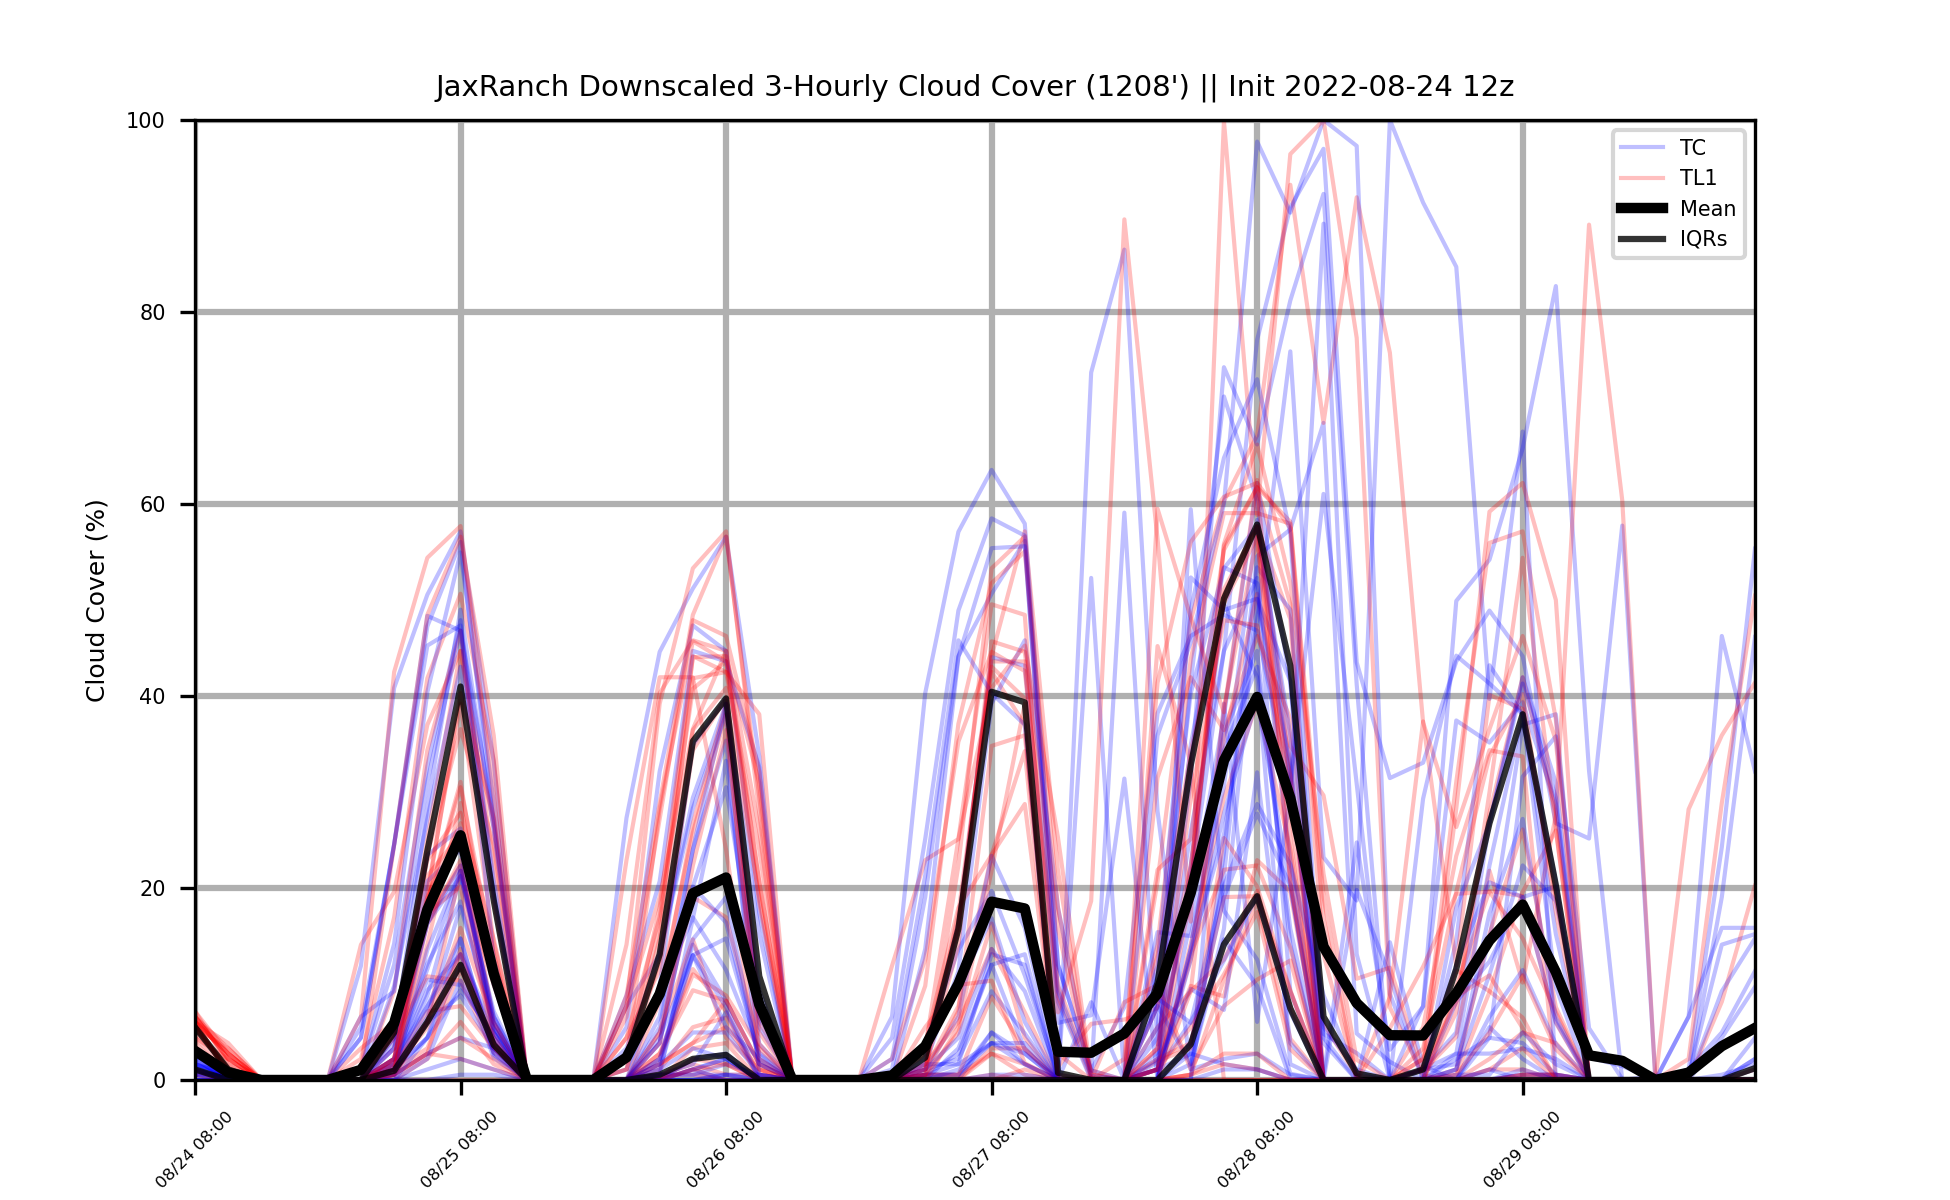 JaxRanch Downscaled 3-Hourly Cloud Cover (1208') || Init 2022-08-24 12z
100
80
60
40
20
0
Cloud Cover (%)
TC
TL1
Mean
IQRs
08/24 08:00
08/25 08:00
08/26 08:00
08/27 08:00
08/28 08:00
08/29 08:00